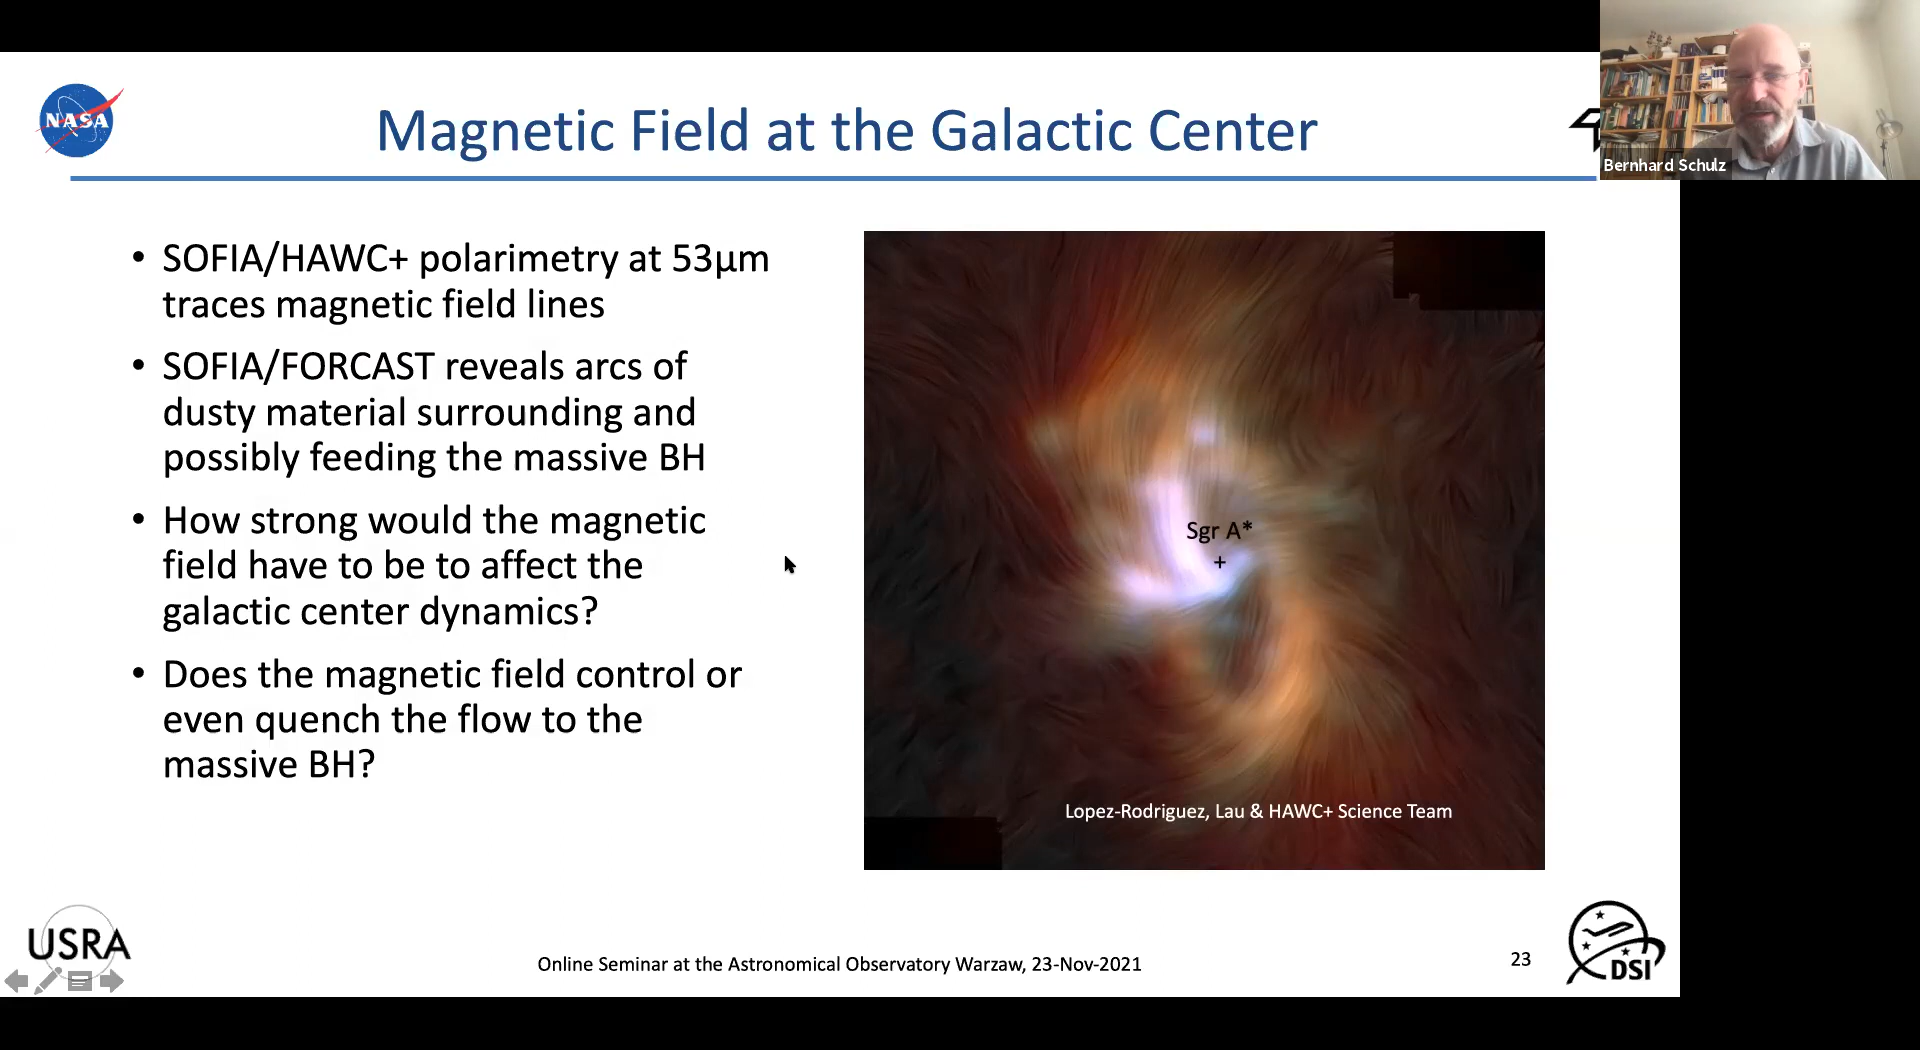 NASA
Magnetic Field at the Galactic Center
Bernhard Schulz
• SOFIA/HAWC+ polarimetry at 53µm
traces magnetic field lines
• SOFIA/FORCAST reveals arcs of
dusty material surrounding and
possibly feeding the massive BH
• How strong would the magnetic
field have to be to affect the
galactic center dynamics?
• Does the magnetic field control or
even quench the flow to the
massive BH?
Sgr A*
+
Lopez-Rodriguez, Lau & HAWC+ Science Team
USRA
Online Seminar at the Astronomical Observatory Warzaw, 23-Nov-2021
23
DSI